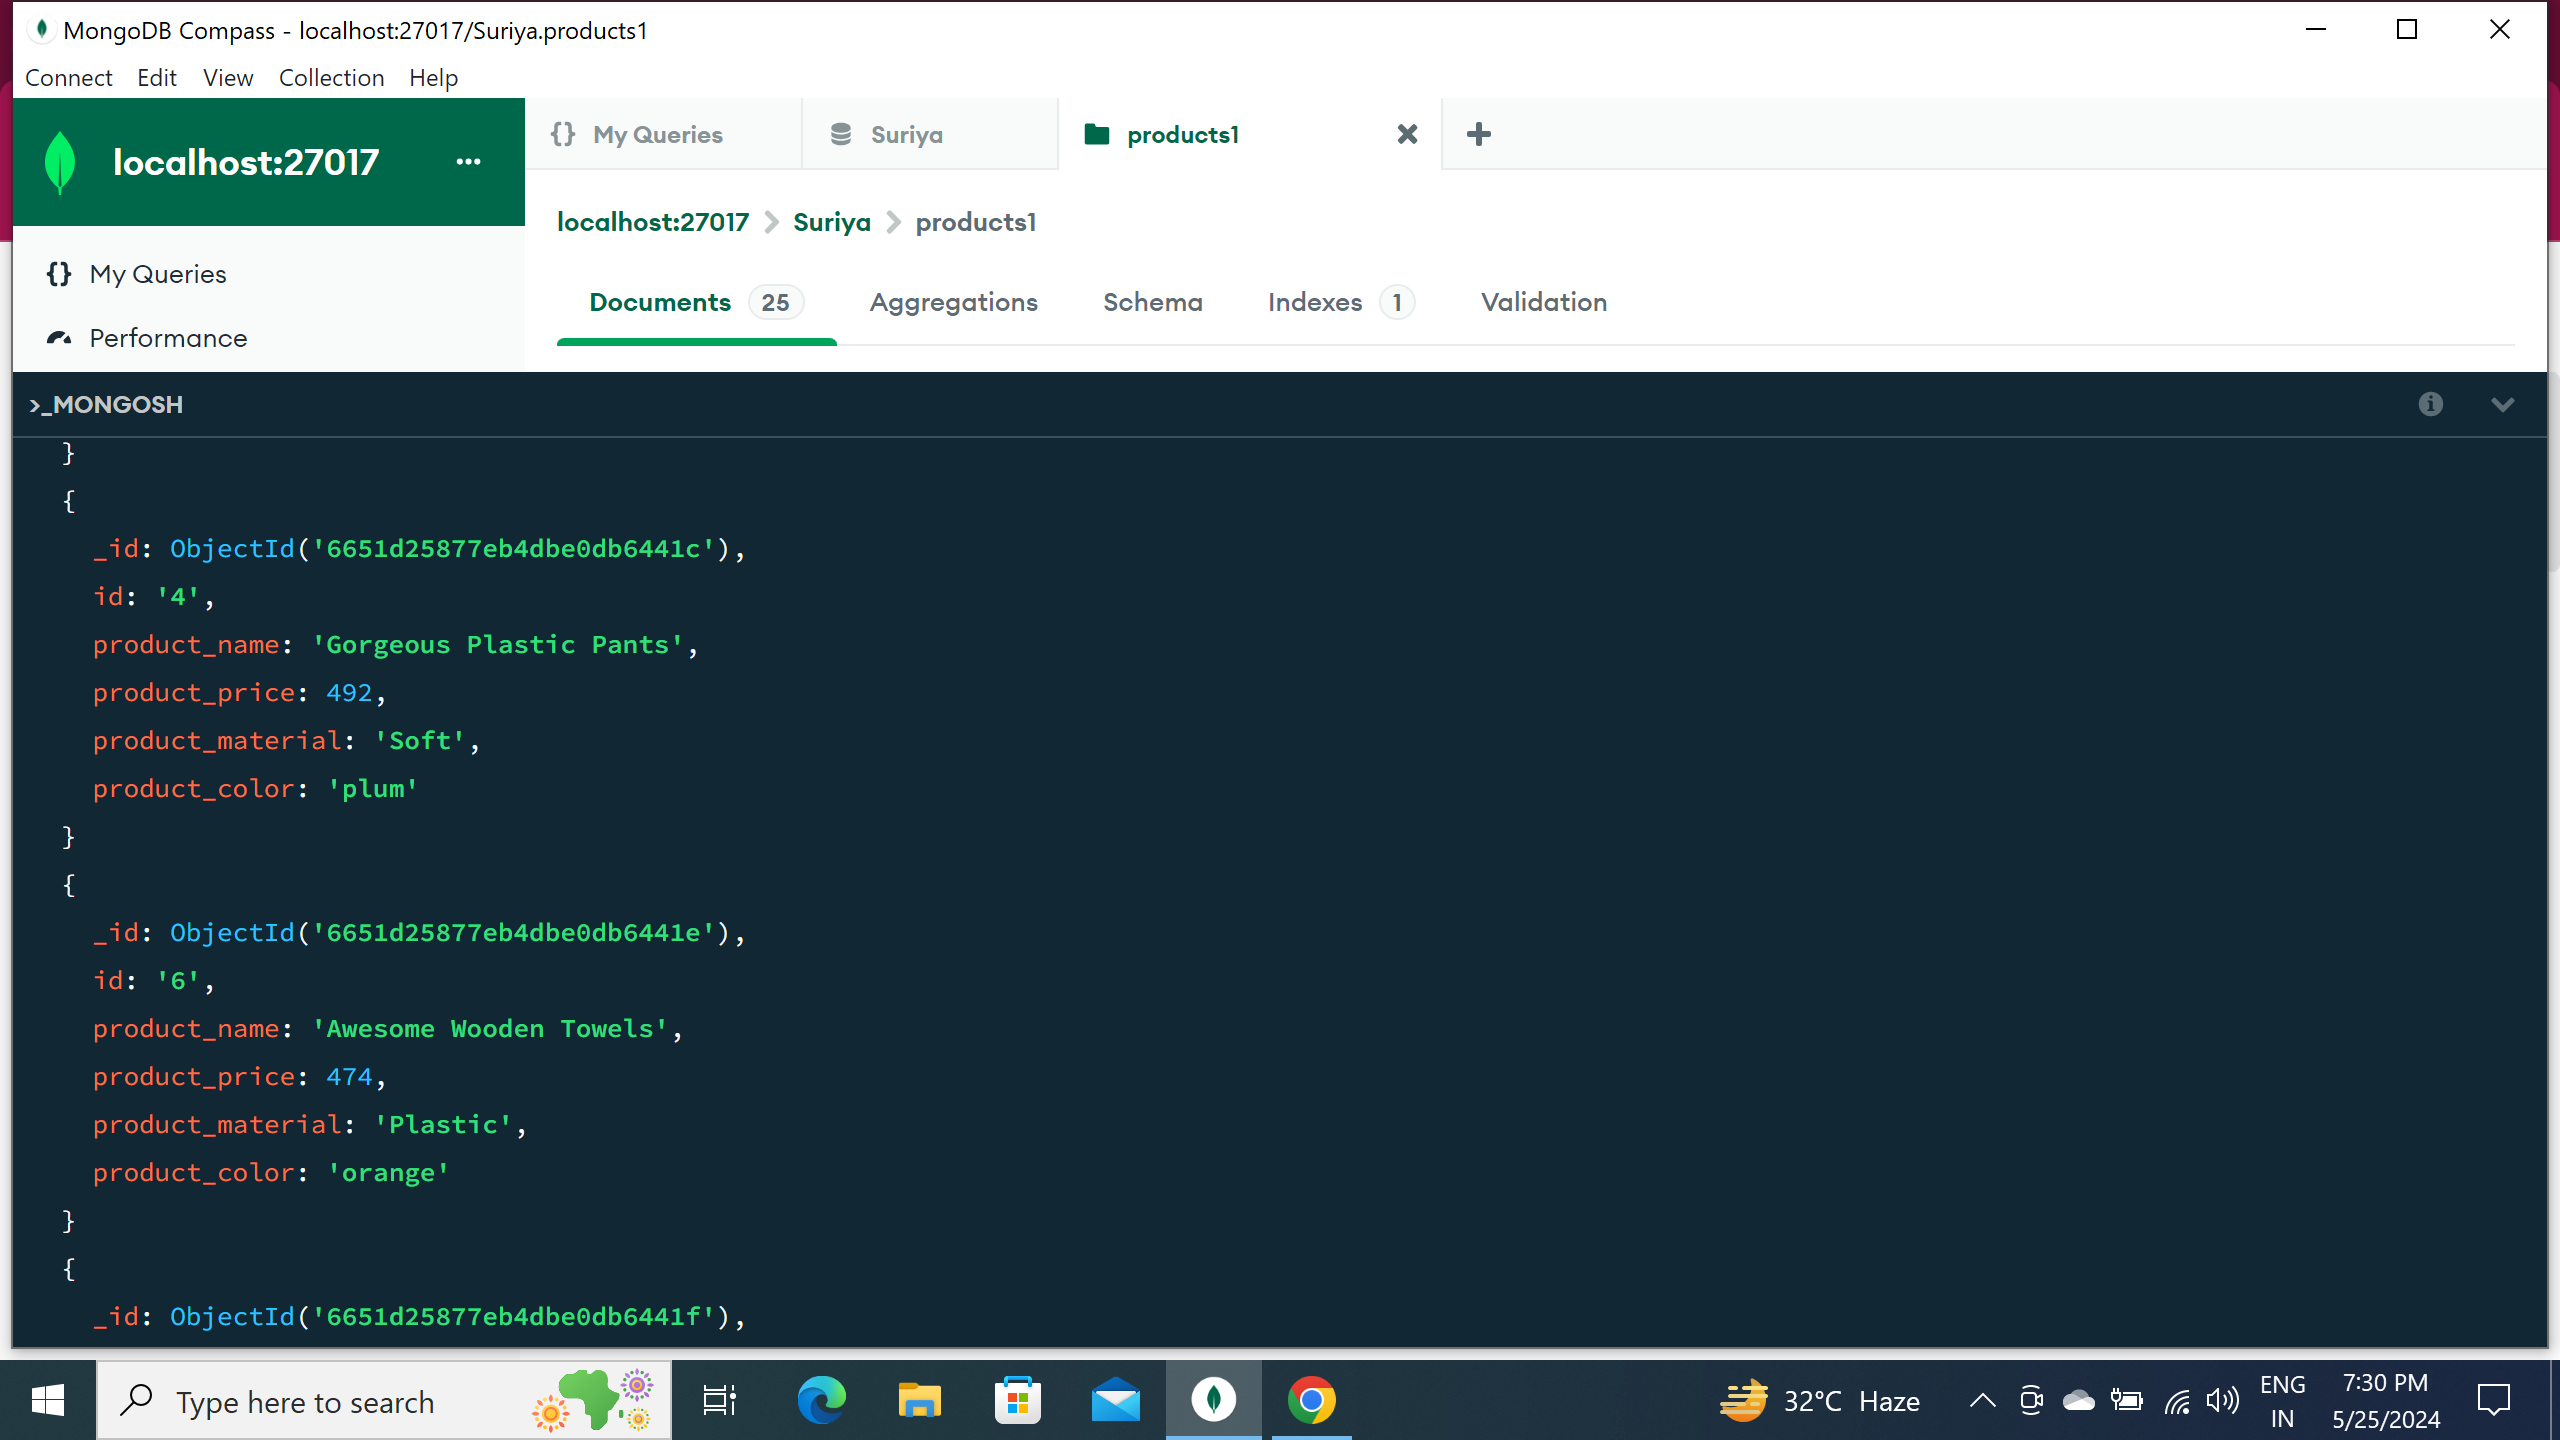 MongoDB Compass - localhost:27017/Suriya.products1
Connect Edit View Collection Help
localhost:27017 ...
{} My Queries
Suriya
products1
localhost:27017 > Suriya > products1
{} My Queries
Performance
Documents 25 Aggregations Schema Indexes 1 Validation
>_MONGOSH
}
{
_id: ObjectId('6651d25877eb4dbe0db6441c'),
id: '4',
product_name: 'Gorgeous Plastic Pants',
product_price: 492,
product_material: 'Soft',
product_color: 'plum'
}
{
_id: ObjectId('6651d25877eb4dbe0db6441e'),
id: '6',
product_name: 'Awesome Wooden Towels',
product_price: 474,
product_material: 'Plastic',
product_color: 'orange'
}
{
_id: ObjectId('6651d25877eb4dbe0db6441f'),
Type here to search
32°C Haze
ENG
IN
7:30 PM
5/25/2024